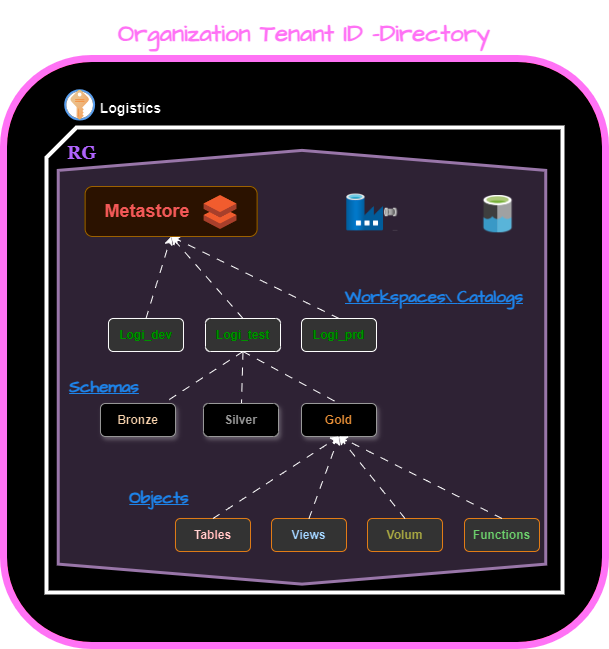 Organization Tenant ID -Directory
Logistics
RG
Metastore
Workspaces\ Catalogs
Logi_dev
Logi_test
Logi_prd
Schemas
Bronze
Silver
Gold
Objects
Tables
Views
Volum
Functions